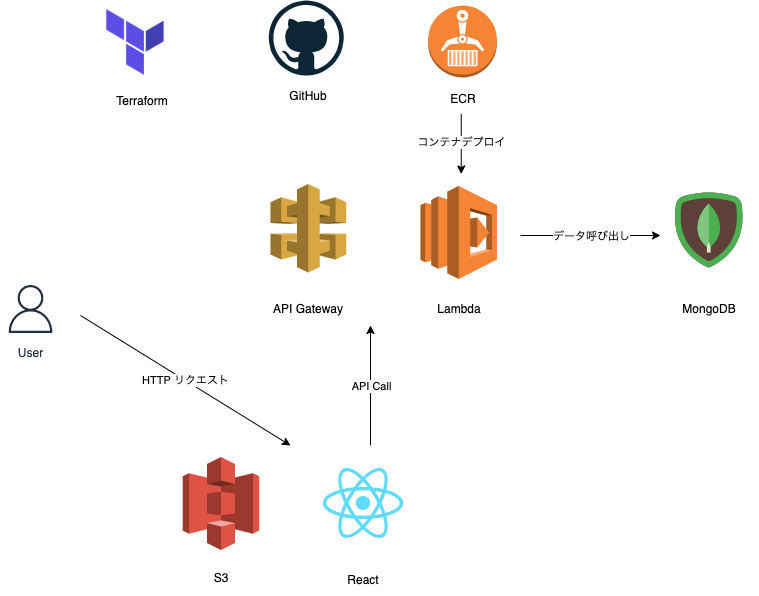 Terraform
GitHub
ECR
コンテナデプロイ
データ呼び出し
API Gateway
Lambda
MongoDB
User
HTTP リクエスト
API Call
S3
React